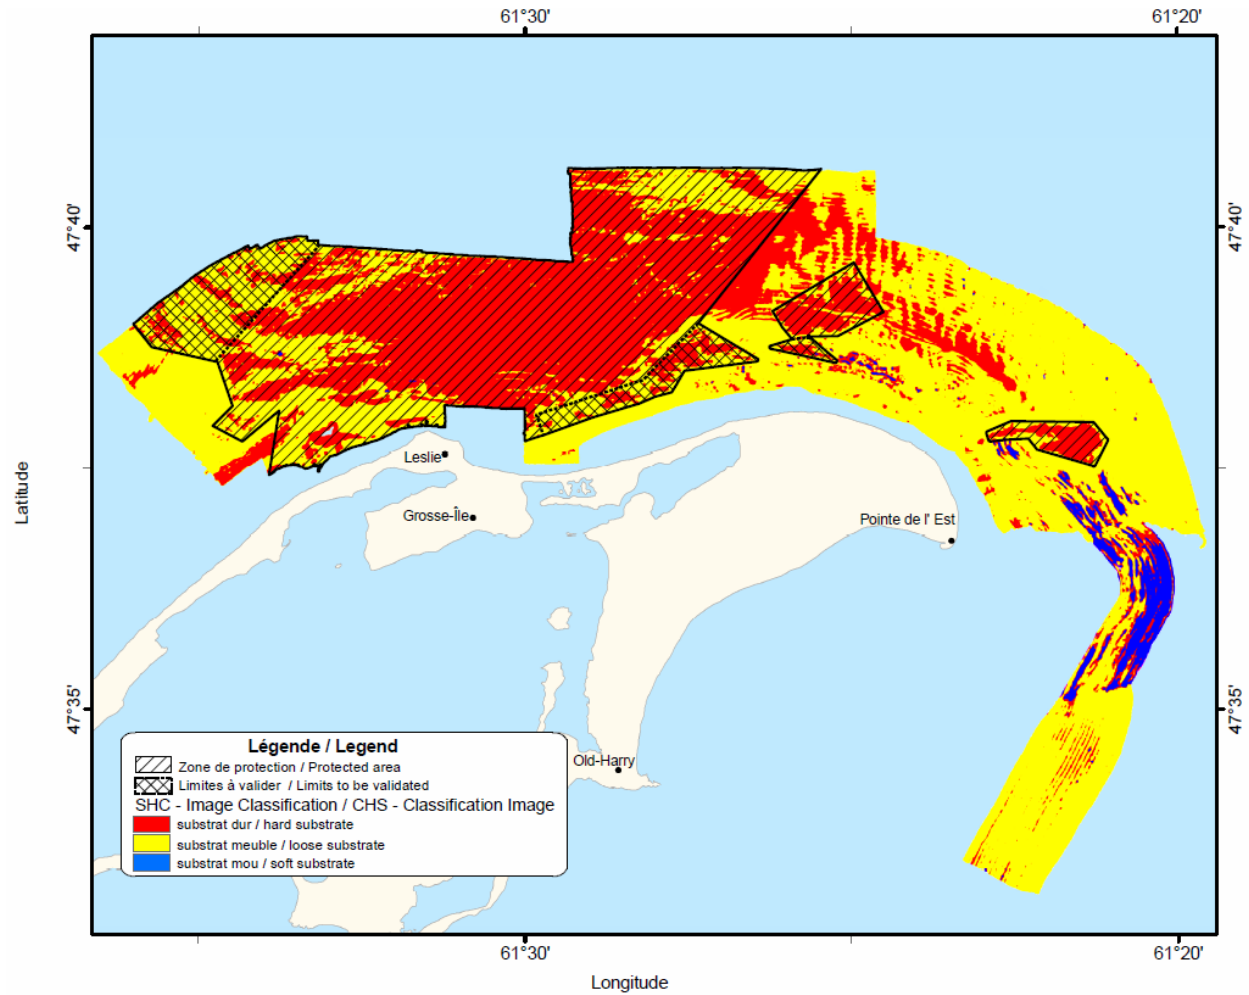 61°30'
61°20'
47°40'
47°40'
Latitude
Leslie
Grosse-Île
Pointe de l' Est
47°35'
47°35'
Old-Harry
Légende / Legend
Zone de protection / Protected area
Limites à valider / Limits to be validated
SHC - Image Classification / CHS - Classification Image
substrat dur / hard substrate
substrat meuble / loose substrate
substrat mou / soft substrate
61°30'
61°20'
Longitude